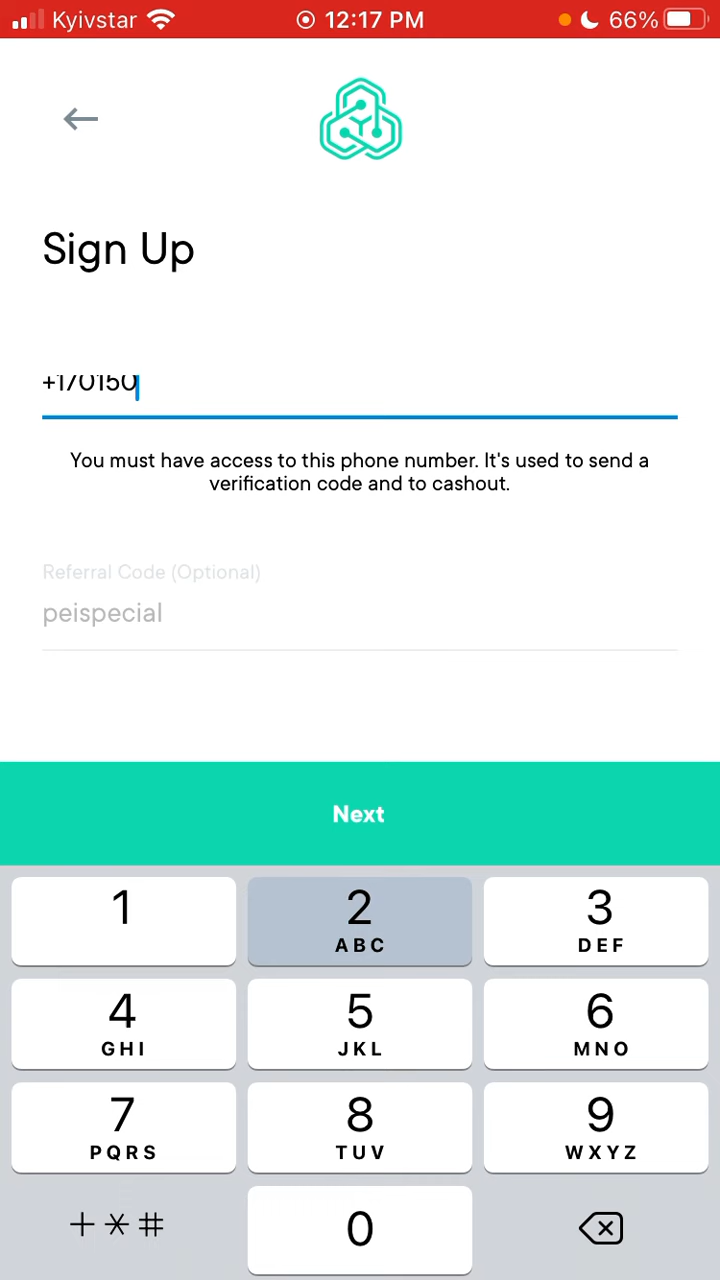 Kyivstar 12:17 PM 66%
Sign Up
+170150
You must have access to this phone number. It's used to send a
verification code and to cashout.
Referral Code (Optional)
peispecial
Next
1 2 3
ABC DEF
4 5 6
GHI JKL MNO
7 8 9
PQRS TUV WXYZ
+*# 0